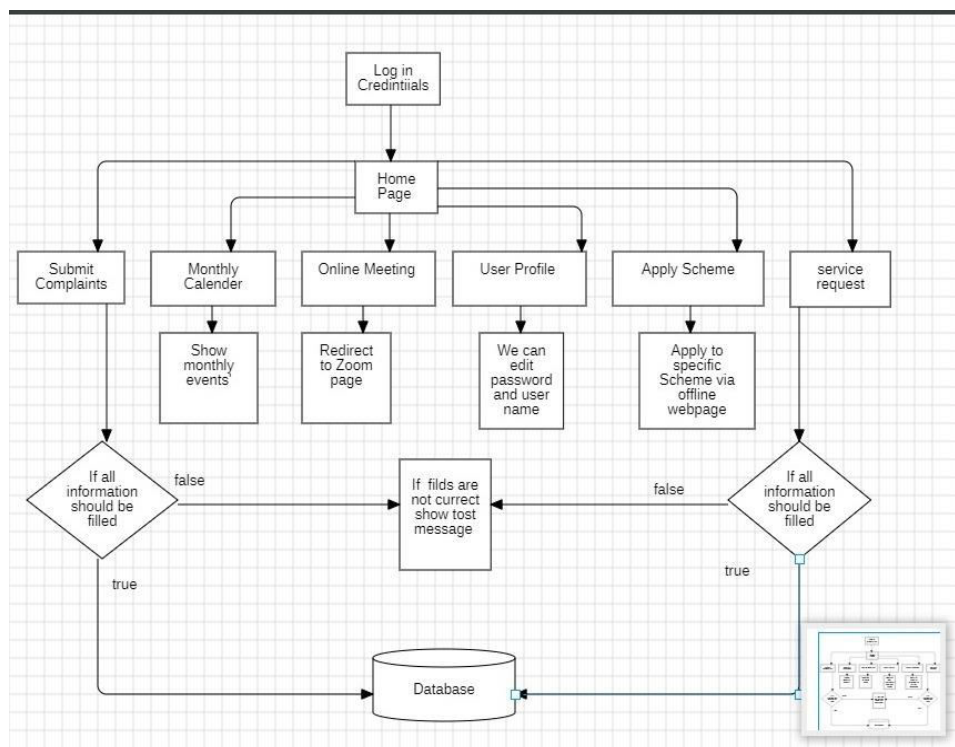 Log in
Credintiials
Home
Page
Submit
Complaints
Monthly
Calender
Online Meeting
User Profile
Apply Scheme
service
request
Show
monthly
events'
Redirect
to Zoom
page
We can
edit
password
and user
name
Apply to
specific
Scheme via
offline
webpage
If all
information
should be
filled
false
If filds are
not currect
show tost
message
false
If all
information
should be
filled
true
true
Database